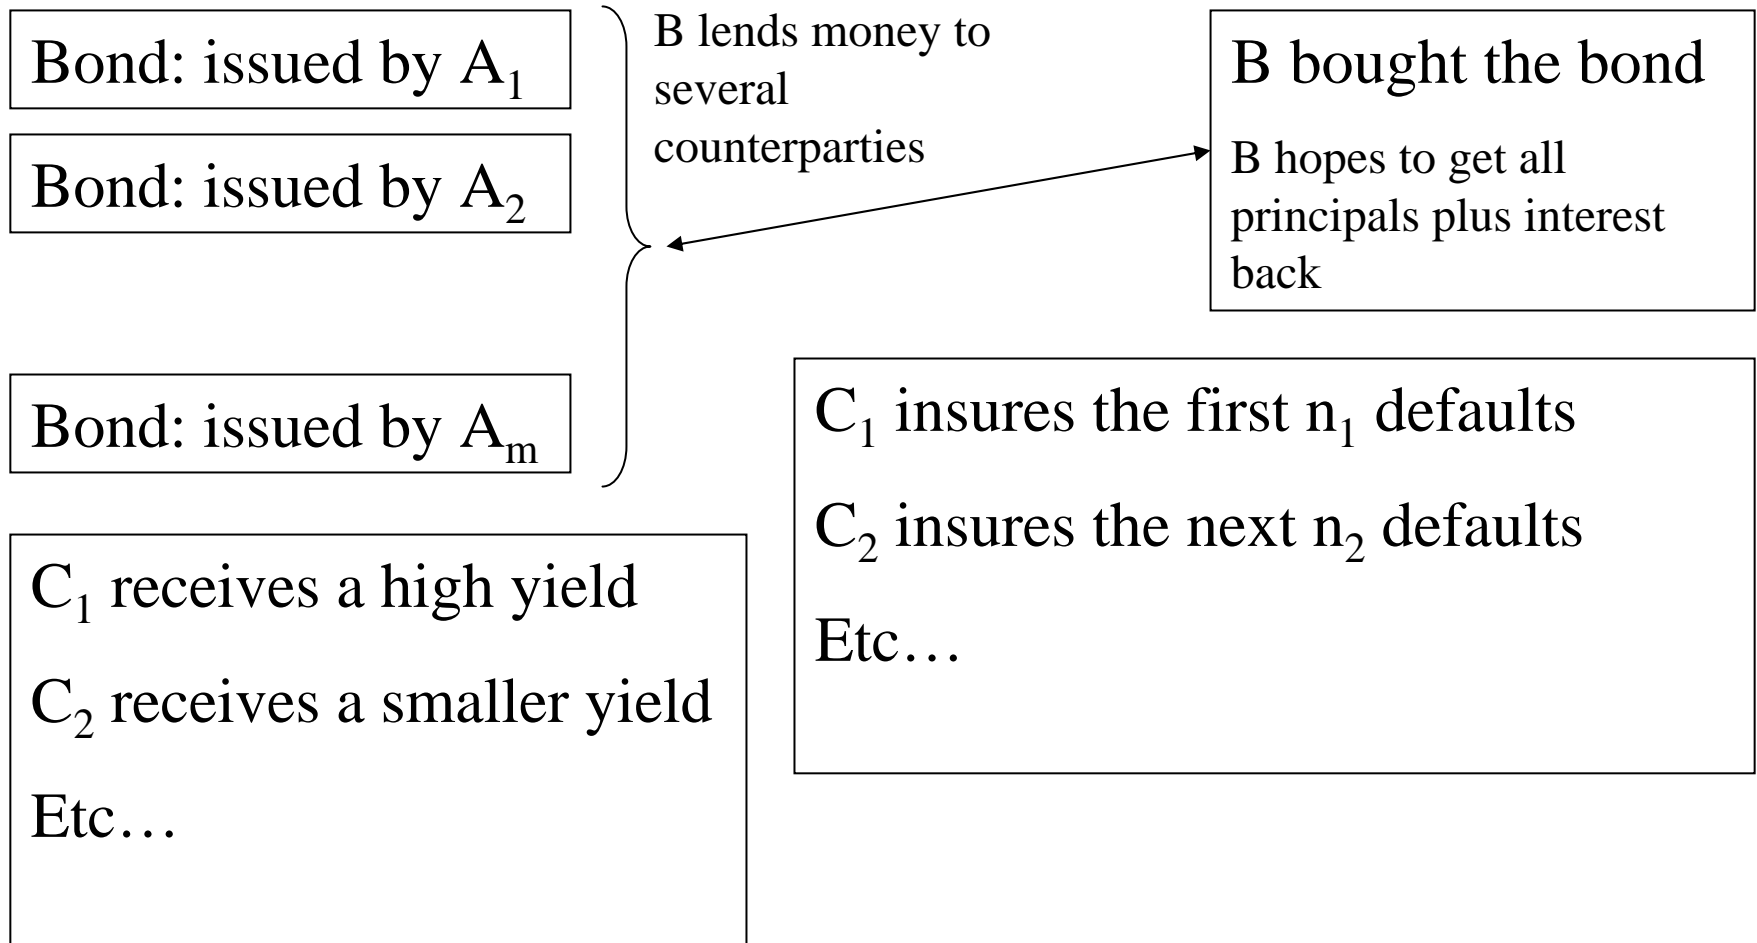 Bond: issued by A₁
Bond: issued by A₂
Bond: issued by Aₘ
B lends money to
several
counterparties
B bought the bond
B hopes to get all
principals plus interest
back
C₁ insures the first n₁ defaults
C₂ insures the next n₂ defaults
Etc…
C₁ receives a high yield
C₂ receives a smaller yield
Etc…